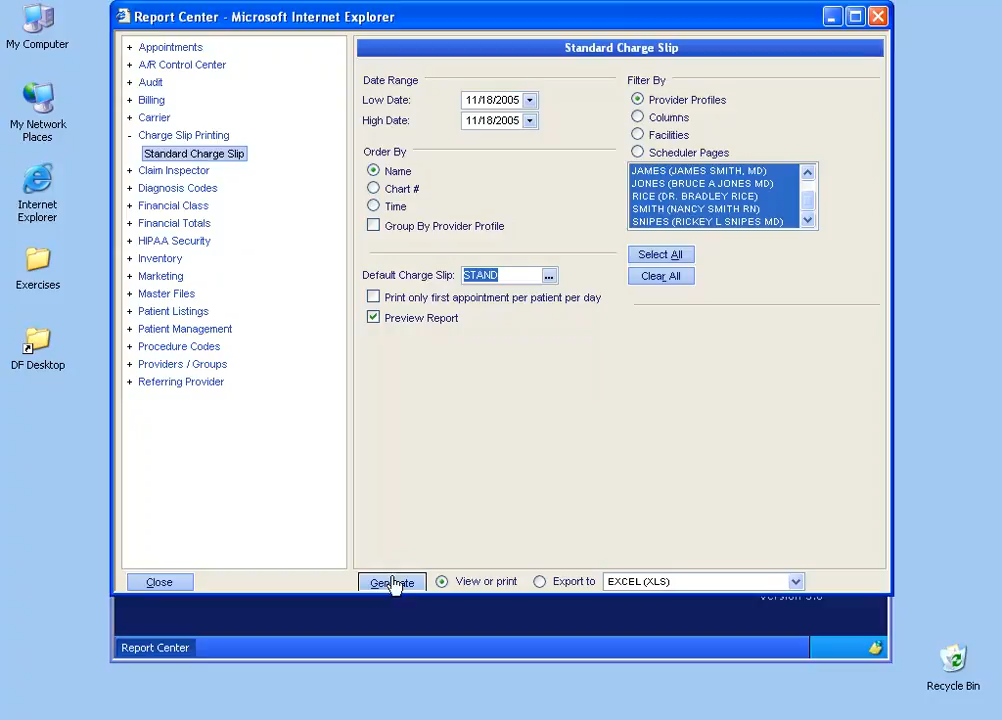 My Computer
My Network
Places
Internet
Explorer
Exercises
DF Desktop
Report Center - Microsoft Internet Explorer
+ Appointments
+ A/R Control Center
+ Audit
+ Billing
+ Carrier
- Charge Slip Printing
Standard Charge Slip
+ Claim Inspector
+ Diagnosis Codes
+ Financial Class
+ Financial Totals
+ HIPAA Security
+ Inventory
+ Marketing
+ Master Files
+ Patient Listings
+ Patient Management
+ Procedure Codes
+ Providers / Groups
+ Referring Provider
Close
Standard Charge Slip
Date Range
Low Date: 11/18/2005
High Date: 11/18/2005
Order By
Name
Chart #
Time
Group By Provider Profile
Default Charge Slip: STAND ...
Print only first appointment per patient per day
Preview Report
Filter By
Provider Profiles
Columns
Facilities
Scheduler Pages
JAMES (JAMES SMITH, MD)
JONES (BRUCE A JONES MD)
RICE (DR. BRADLEY RICE)
SMITH (NANCY SMITH RN)
SNIPES (RICKEY L SNIPES MD)
Select All
Clear All
Generate View or print Export to EXCEL (XLS)
Report Center
Recycle Bin